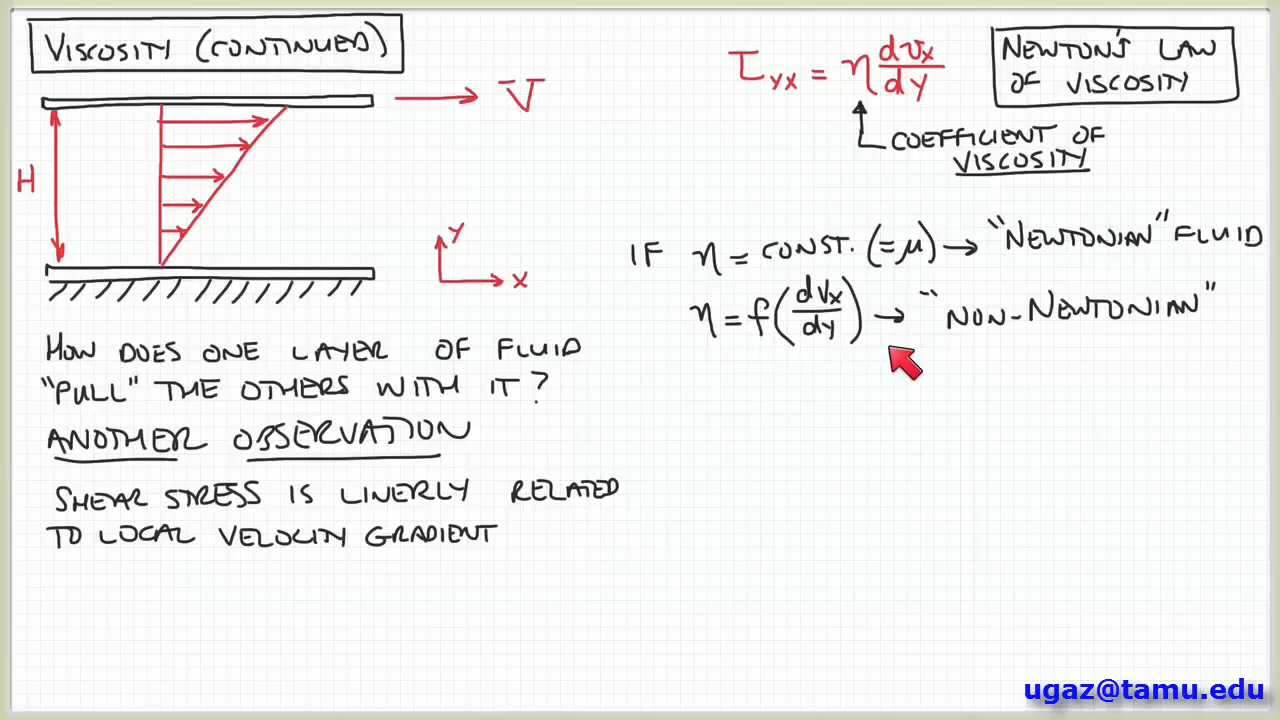 VISCOSITY (CONTINUED)
V
H
Y
X
HOW DOES ONE LAYER OF FLUID
"PULL" THE OTHERS WITH IT?
ANOTHER OBSERVATION
SHEAR STRESS IS LINERLY RELATED
TO LOCAL VELOCITY GRADIENT
τyx = η dvx/dy
NEWTON'S LAW
OF VISCOSITY
COEFFICIENT OF
VISCOSITY
IF η = CONST. (=μ) → "NEWTONIAN" FLUID
η = f(dvx/dy) → "NON-NEWTONIAN"
ugaz@tamu.edu